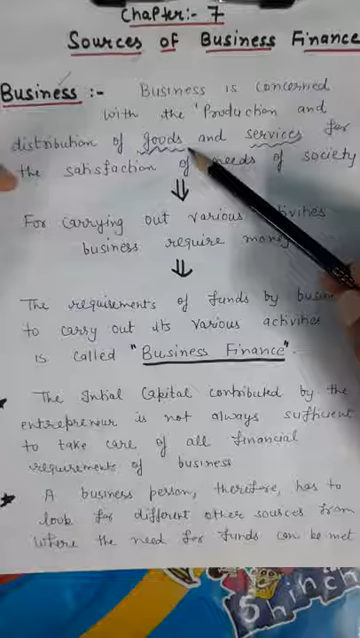 Chapter:- 7
Sources of Business Finance
Business :- Business is concerned
with the "Production and
distribution of goods and services for
the satisfaction of needs of society
For carrying out various
business require money
The requirements of funds by
to carry out its various activities
is called "Business Finance"
The Intial Capital contributed by the
entrepreneur is not always sufficient
to take care of all financial
requirements of business
A business person, therefore, has to
look for different other sources from
where the need for funds can be met
5
hinch